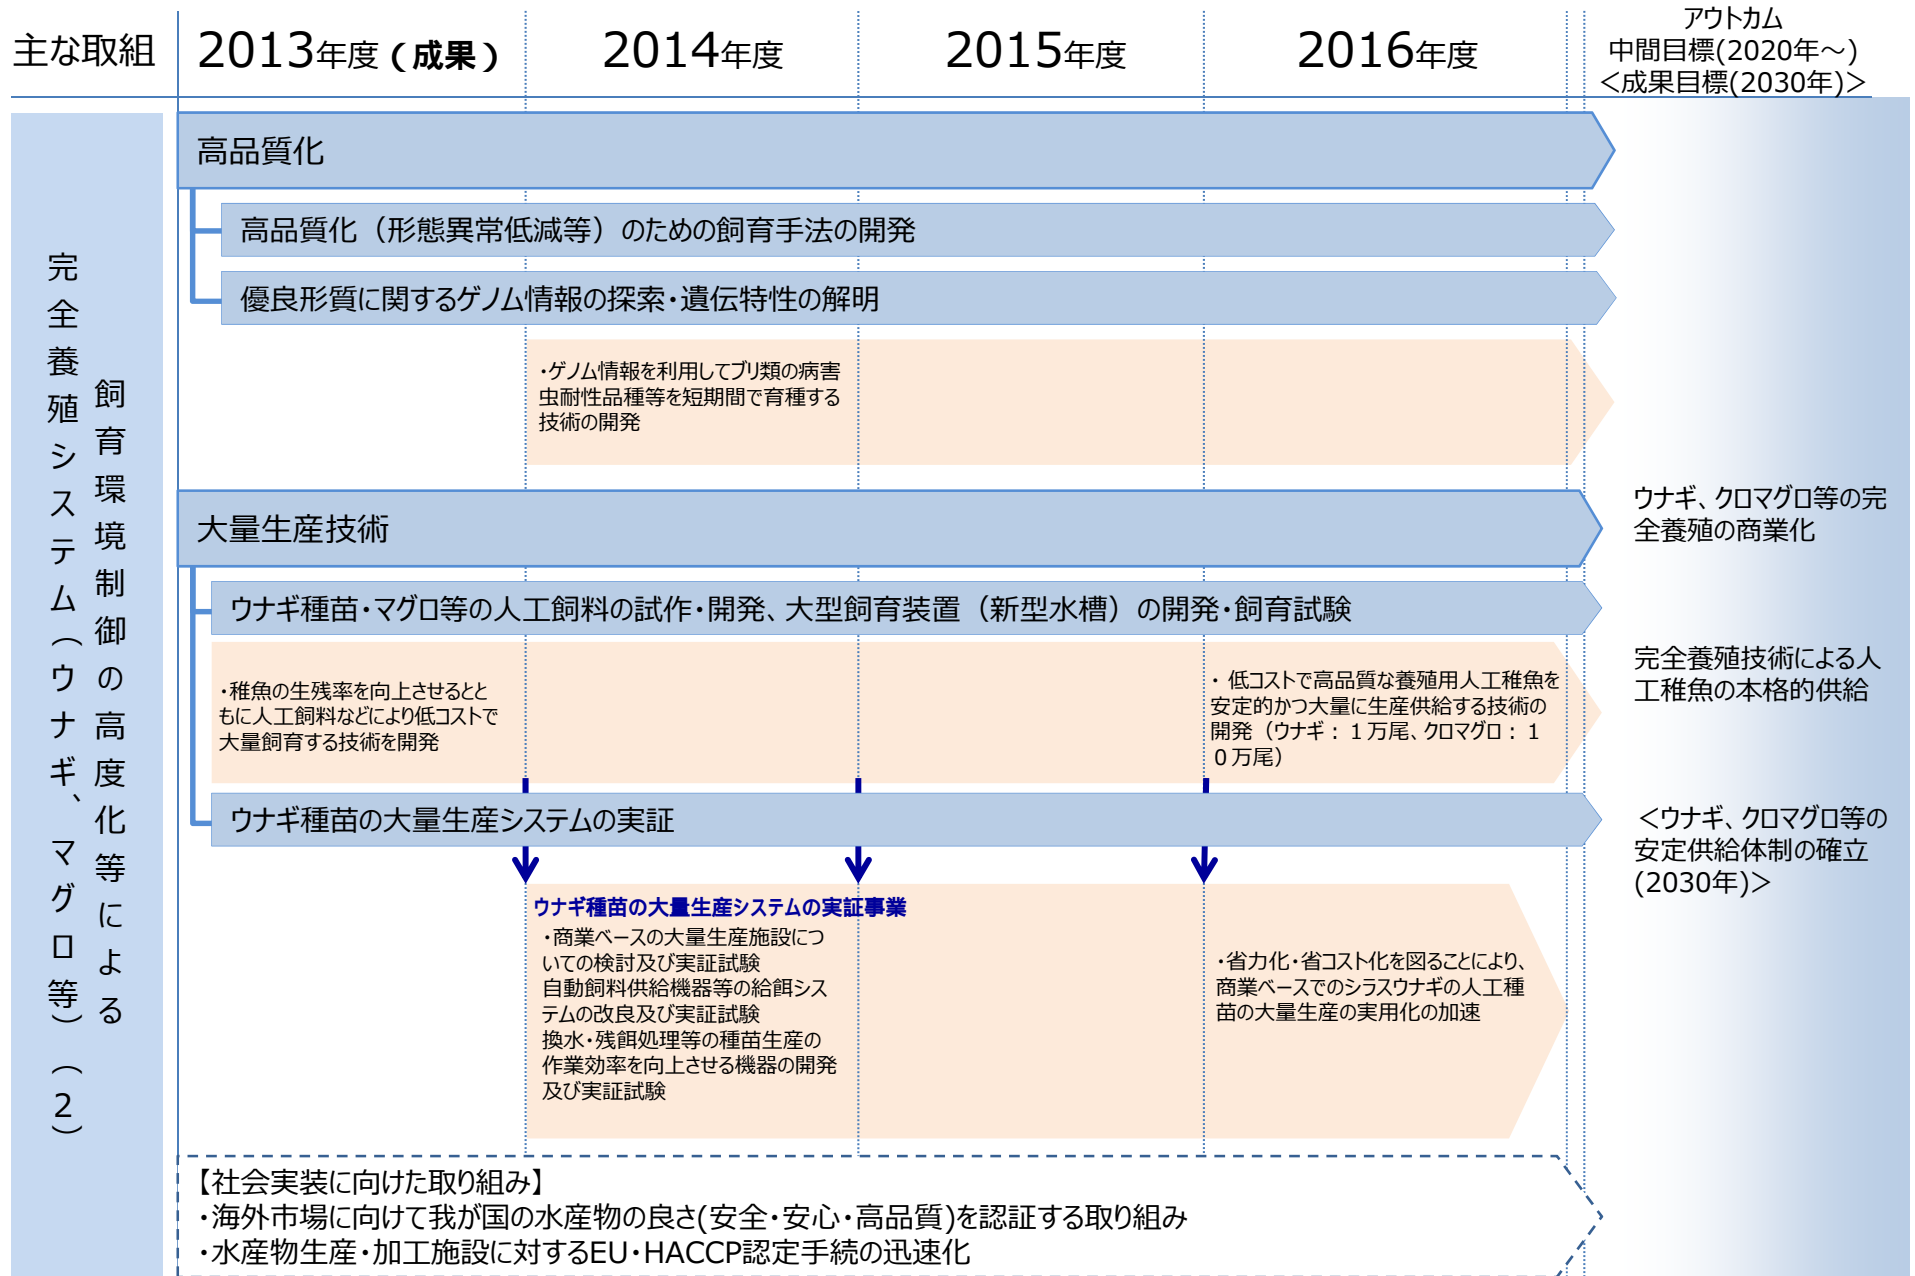 主な取組
2013年度（成果）
2014年度
2015年度
2016年度
アウトカム
中間目標(2020年～)
＜成果目標(2030年)＞
飼育環境制御の高度化等による
完全養殖システム（ウナギ、マグロ等）（2）
高品質化
高品質化（形態異常低減等）のための飼育手法の開発
優良形質に関するゲノム情報の探索・遺伝特性の解明
・ゲノム情報を利用してブリ類の病害
虫耐性品種等を短期間で育種する
技術の開発
大量生産技術
ウナギ種苗・マグロ等の人工飼料の試作・開発、大型飼育装置（新型水槽）の開発・飼育試験
・稚魚の生残率を向上させるとと
もに人工飼料などにより低コストで
大量飼育する技術を開発
・ 低コストで高品質な養殖用人工稚魚を
安定的かつ大量に生産供給する技術の
開発（ウナギ：１万尾、クロマグロ：１
０万尾）
ウナギ種苗の大量生産システムの実証
ウナギ種苗の大量生産システムの実証事業
・商業ベースの大量生産施設につ
いての検討及び実証試験
自動飼料供給機器等の給餌シス
テムの改良及び実証試験
換水・残餌処理等の種苗生産の
作業効率を向上させる機器の開発
及び実証試験
・省力化・省コスト化を図ることにより、
商業ベースでのシラスウナギの人工種
苗の大量生産の実用化の加速
ウナギ、クロマグロ等の完
全養殖の商業化
完全養殖技術による人
工稚魚の本格的供給
＜ウナギ、クロマグロ等の
安定供給体制の確立
(2030年)＞
【社会実装に向けた取り組み】
・海外市場に向けて我が国の水産物の良さ(安全・安心・高品質)を認証する取り組み
・水産物生産・加工施設に対するEU・HACCP認定手続の迅速化